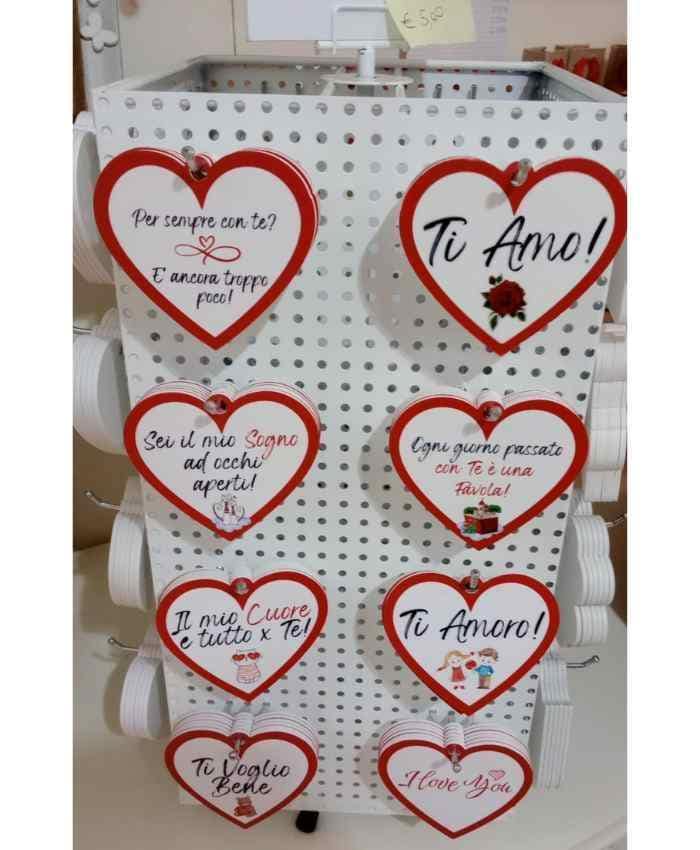 € 5,00
Per sempre con te?
E' ancora troppo
poco!
Ti Amo!
Sei il mio Sogno
ad occhi
aperti!
Ogni giorno passato
con Te è una
Favola!
Il mio Cuore
e tutto x Te!
Ti Amoro!
Ti Voglio
Bene
I love You